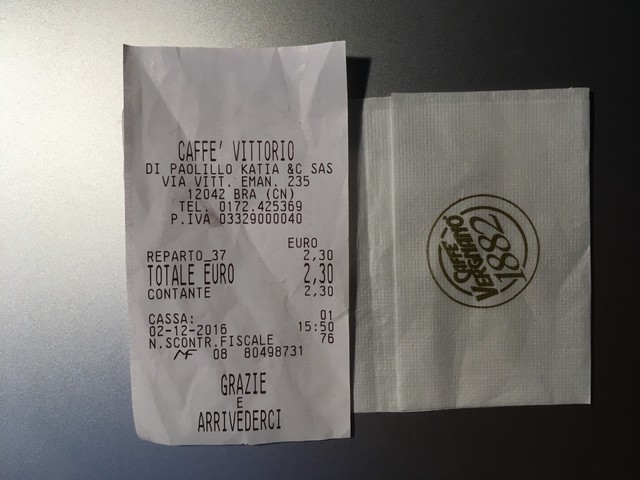 CAFFE' VITTORIO
DI PAOLILLO KATIA &C SAS
VIA VITT. EMAN. 235
12042 BRA (CN)
TEL. 0172.425369
P.IVA 03329000040
EURO
REPARTO_37 2,30
TOTALE EURO 2,30
CONTANTE 2,30
CASSA: 01
02-12-2016 15:50
N.SCONTR.FISCALE 76
MF 08 80498731
GRAZIE
E
ARRIVEDERCI
CAFFÈ
VERGNANO
1882